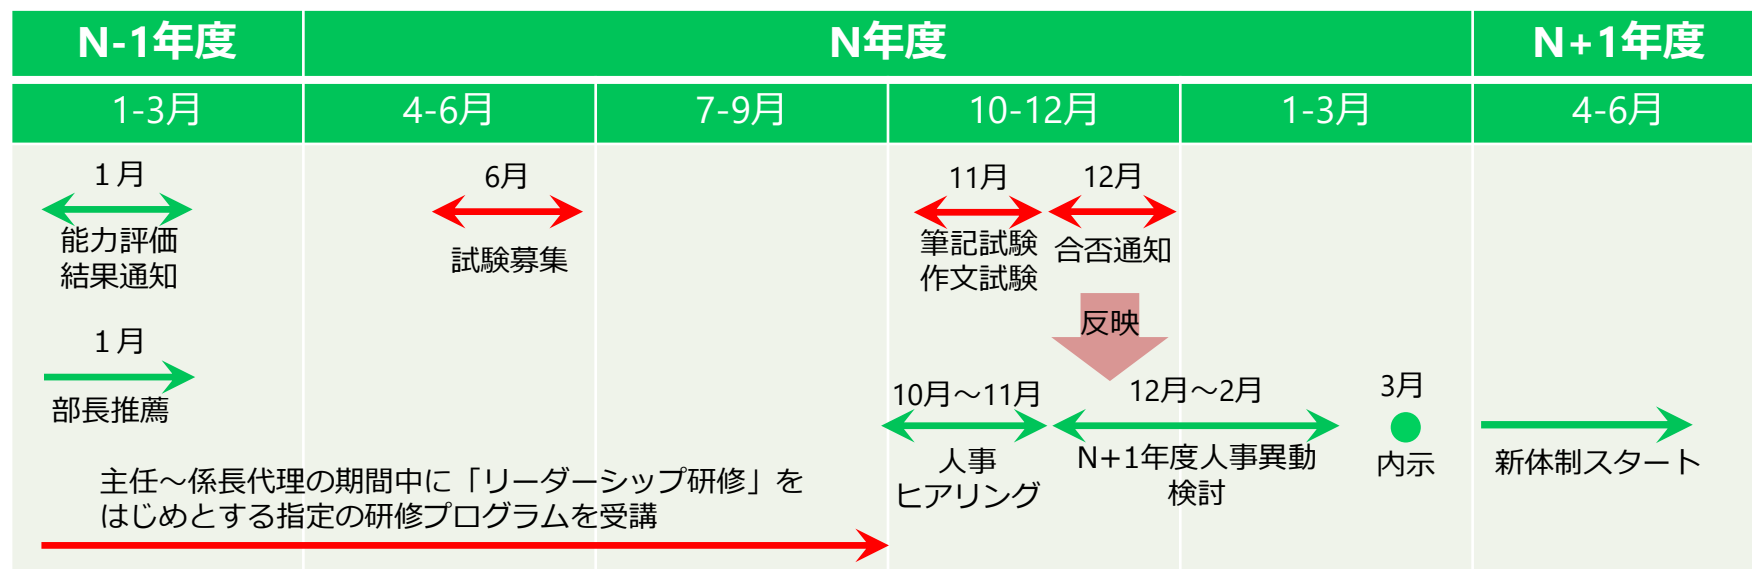 N-1年度
N年度
N+1年度
1-3月
4-6月
7-9月
10-12月
1-3月
4-6月
１月
能力評価
結果通知
6月
試験募集
11月
筆記試験
作文試験
12月
合否通知
反映
１月
部長推薦
10月～11月
人事
ヒアリング
12月～2月
N+1年度人事異動
検討
3月
内示
新体制スタート
主任～係長代理の期間中に「リーダーシップ研修」を
はじめとする指定の研修プログラムを受講